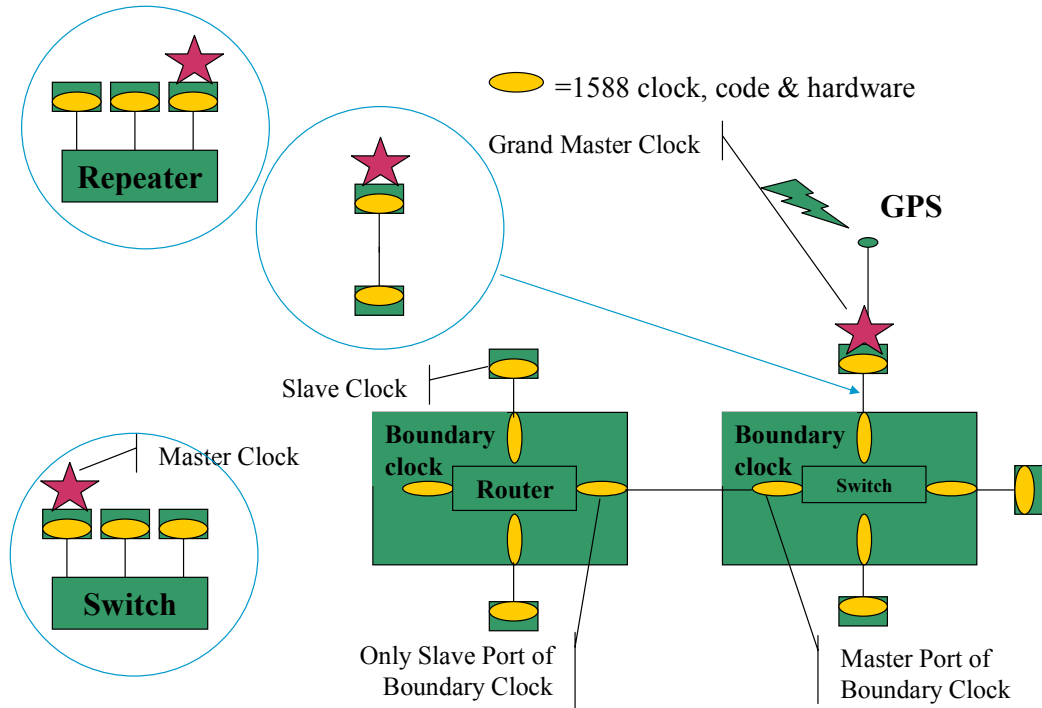 =1588 clock, code & hardware
Grand Master Clock
GPS
Repeater
Slave Clock
Boundary
clock
Router
Boundary
clock
Switch
Master Clock
Switch
Only Slave Port of
Boundary Clock
Master Port of
Boundary Clock